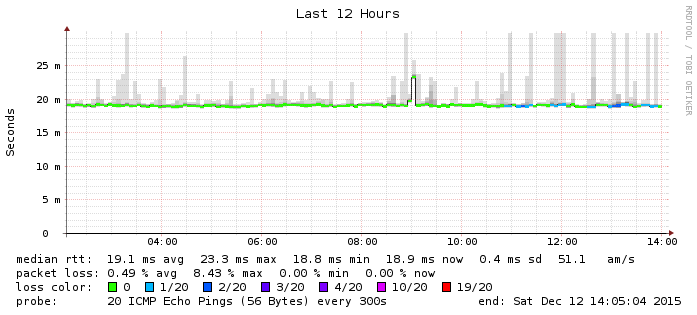 Last 12 Hours
RRDTOOL / TOBI OETIKER
Seconds
25 m
20 m
15 m
10 m
5 m
0
04:00 06:00 08:00 10:00 12:00 14:00
median rtt: 19.1 ms avg 23.3 ms max 18.8 ms min 18.9 ms now 0.4 ms sd 51.1 am/s
packet loss: 0.49 % avg 8.43 % max 0.00 % min 0.00 % now
loss color: 0 1/20 2/20 3/20 4/20 10/20 19/20
probe: 20 ICMP Echo Pings (56 Bytes) every 300s end: Sat Dec 12 14:05:04 2015